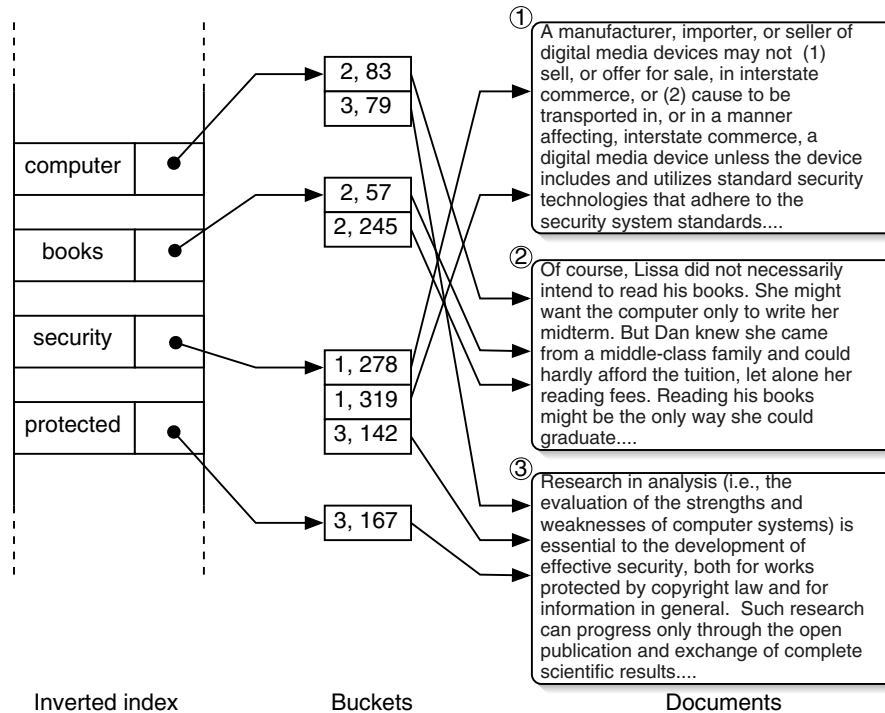 computer
books
security
protected
Inverted index
2, 83
3, 79
2, 57
2, 245
1, 278
1, 319
3, 142
3, 167
Buckets
1
A manufacturer, importer, or seller of
digital media devices may not (1)
sell, or offer for sale, in interstate
commerce, or (2) cause to be
transported in, or in a manner
affecting, interstate commerce, a
digital media device unless the device
includes and utilizes standard security
technologies that adhere to the
security system standards....
2
Of course, Lissa did not necessarily
intend to read his books. She might
want the computer only to write her
midterm. But Dan knew she came
from a middle-class family and could
hardly afford the tuition, let alone her
reading fees. Reading his books
might be the only way she could
graduate....
3
Research in analysis (i.e., the
evaluation of the strengths and
weaknesses of computer systems) is
essential to the development of
effective security, both for works
protected by copyright law and for
information in general. Such research
can progress only through the open
publication and exchange of complete
scientific results....
Documents